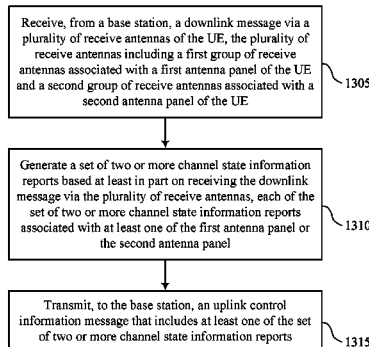 Receive, from a base station, a downlink message via a
plurality of receive antennas of the UE, the plurality of
receive antennas including a first group of receive
antennas associated with a first antenna panel of the UE
and a second group of receive antennas associated with a
second antenna panel of the UE
1305
Generate a set of two or more channel state information
reports based at least in part on receiving the downlink
message via the plurality of receive antennas, each of the
set of two or more channel state information reports
associated with at least one of the first antenna panel or
the second antenna panel
1310
Transmit, to the base station, an uplink control
information message that includes at least one of the set
of two or more channel state information reports
1315